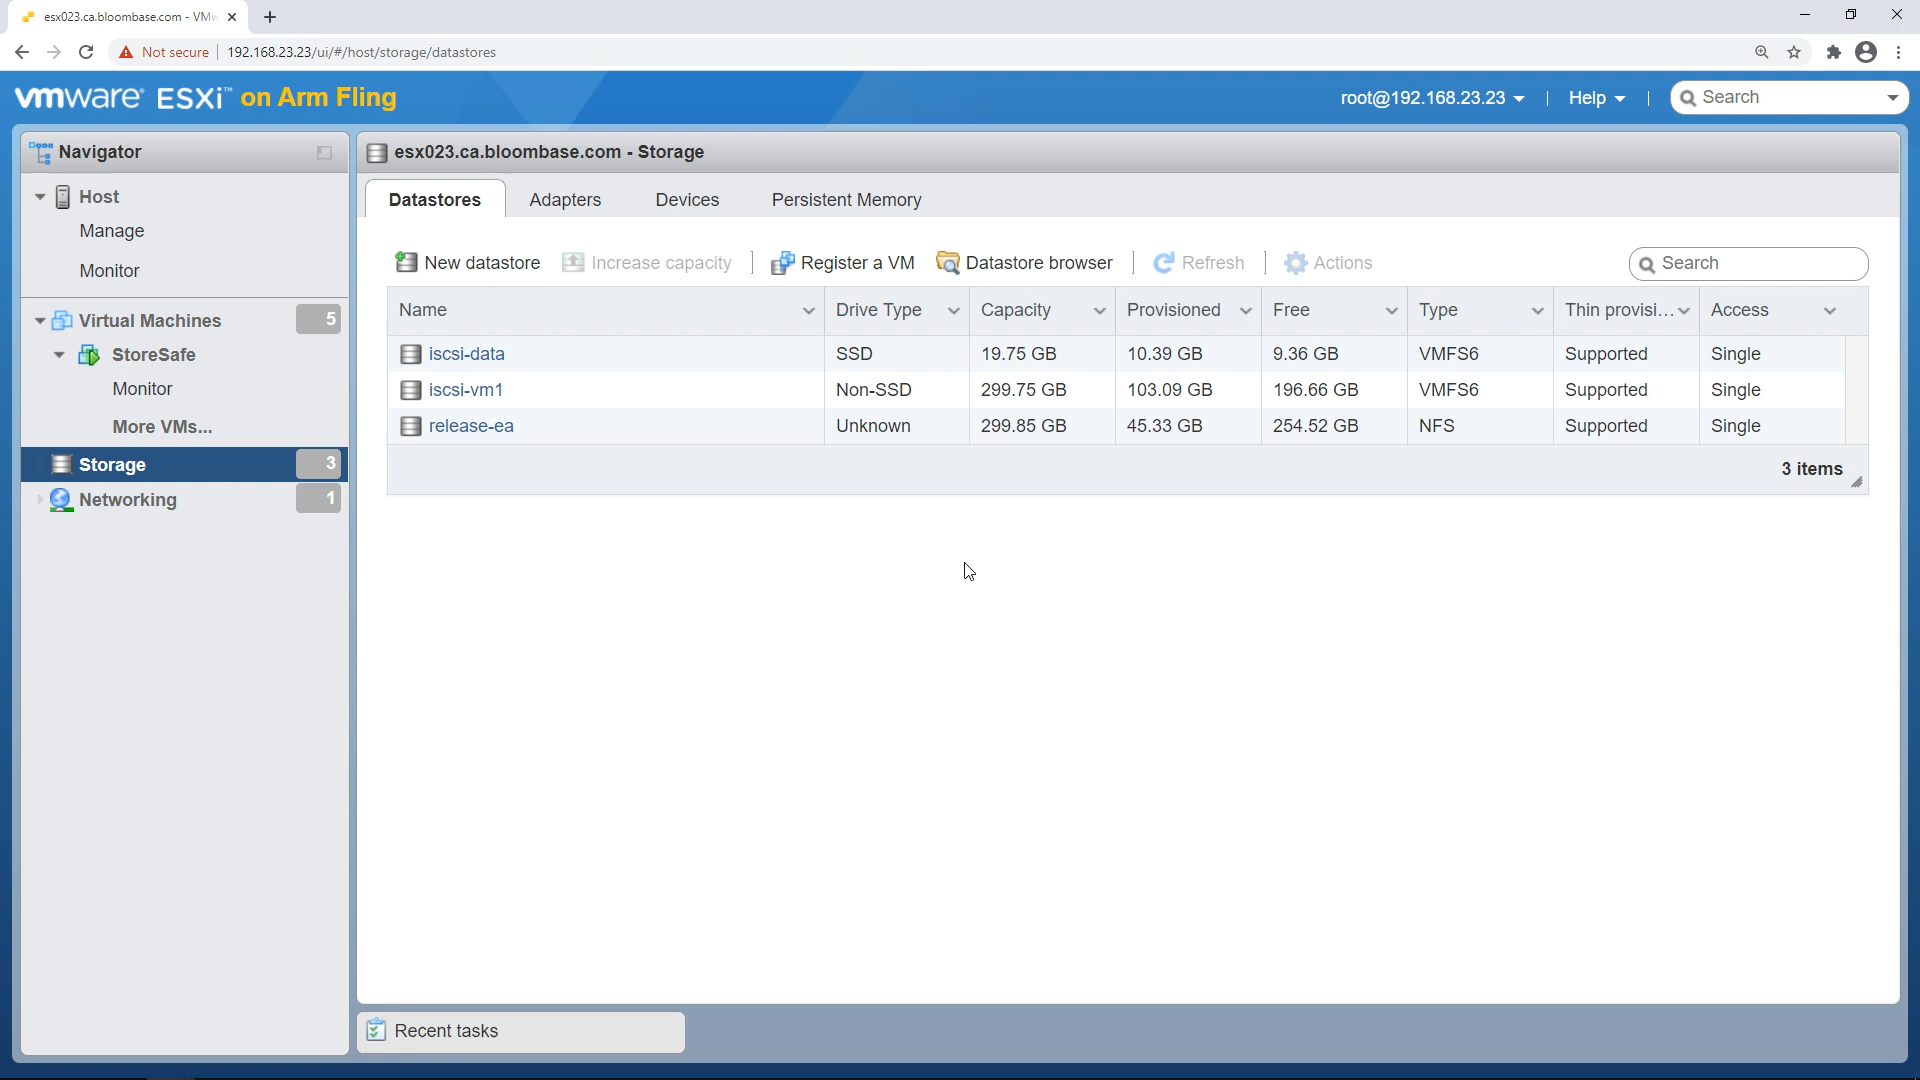 esx023.ca.bloombase.com - VMw
Not secure | 192.168.23.23/ui/#/host/storage/datastores
vmware ESXi™ on Arm Fling
root@192.168.23.23 | Help | Search
Navigator
Host
Manage
Monitor
Virtual Machines 5
StoreSafe
Monitor
More VMs...
Storage 3
Networking 1
esx023.ca.bloombase.com - Storage
Datastores Adapters Devices Persistent Memory
New datastore Increase capacity | Register a VM Datastore browser | Refresh | Actions Search
Name Drive Type Capacity Provisioned Free Type Thin provisi... Access
iscsi-data SSD 19.75 GB 10.39 GB 9.36 GB VMFS6 Supported Single
iscsi-vm1 Non-SSD 299.75 GB 103.09 GB 196.66 GB VMFS6 Supported Single
release-ea Unknown 299.85 GB 45.33 GB 254.52 GB NFS Supported Single
3 items
Recent tasks